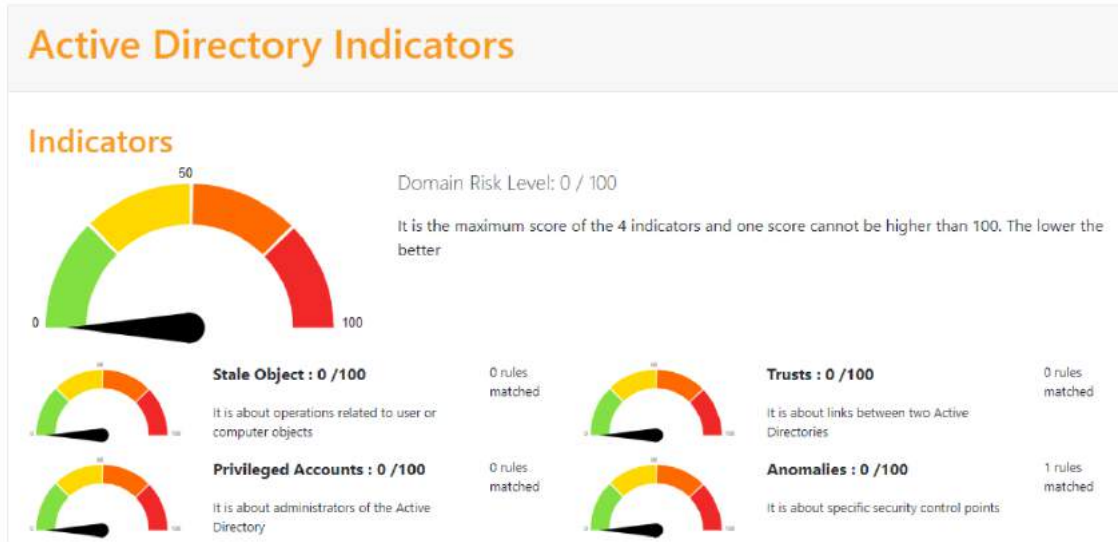 Active Directory Indicators
Indicators
50
0
100
Domain Risk Level: 0 / 100
It is the maximum score of the 4 indicators and one score cannot be higher than 100. The lower the
better
Stale Object : 0 /100
0 rules
matched
It is about operations related to user or
computer objects
Trusts : 0 /100
0 rules
matched
It is about links between two Active
Directories
Privileged Accounts : 0 /100
0 rules
matched
It is about administrators of the Active
Directory
Anomalies : 0 /100
1 rules
matched
It is about specific security control points